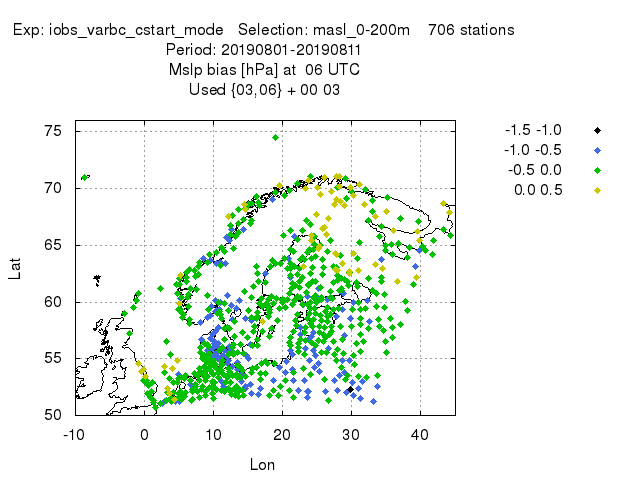 Exp: iobs_varbc_cstart_mode   Selection: masl_0-200m    706 stations
Period: 20190801-20190811
Mslp bias [hPa] at  06 UTC
Used {03,06} + 00 03
-1.5 -1.0
-1.0 -0.5
-0.5 0.0
0.0 0.5
75
70
65
60
55
50
Lat
-10 0 10 20 30 40
Lon